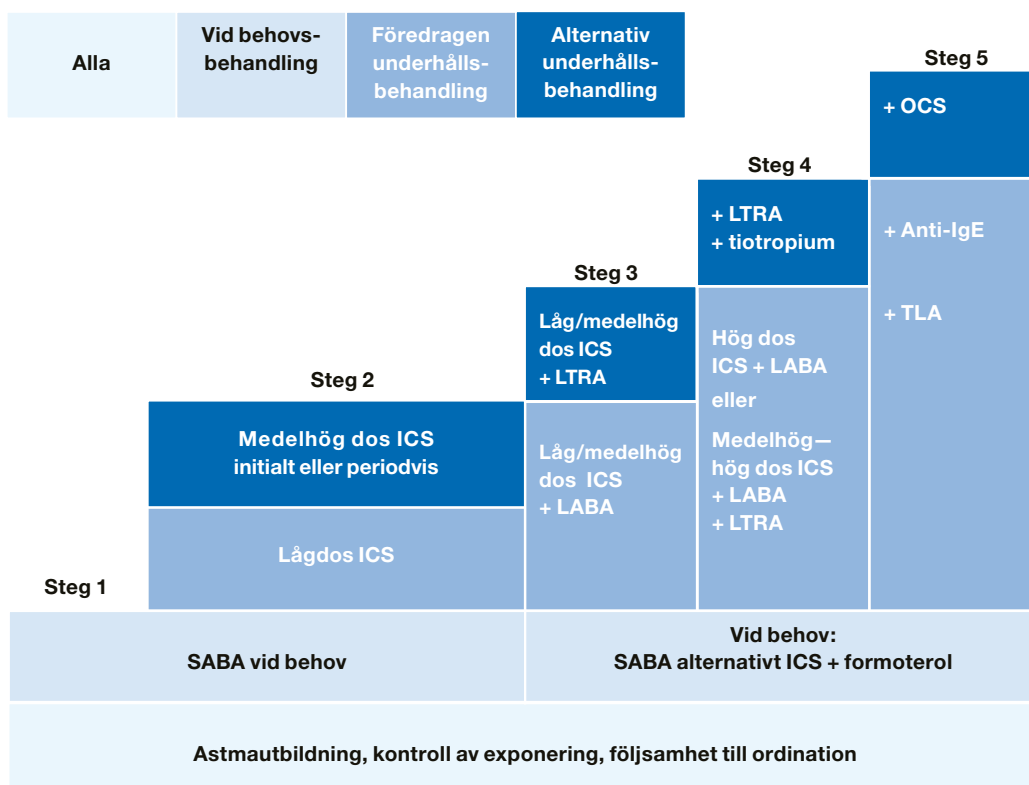 Alla
Vid behovs-
behandling
Föredragen
underhålls-
behandling
Alternativ
underhålls-
behandling
Steg 5
+ OCS
+ Anti-IgE
+ TLA
Steg 4
+ LTRA
+ tiotropium
Hög dos
ICS + LABA
eller
Medelhög—
hög dos ICS
+ LABA
+ LTRA
Steg 3
Låg/medelhög
dos ICS
+ LTRA
Låg/medelhög
dos ICS
+ LABA
Steg 2
Medelhög dos ICS
initialt eller periodvis
Lågdos ICS
Steg 1
SABA vid behov
Vid behov:
SABA alternativt ICS + formoterol
Astmautbildning, kontroll av exponering, följsamhet till ordination